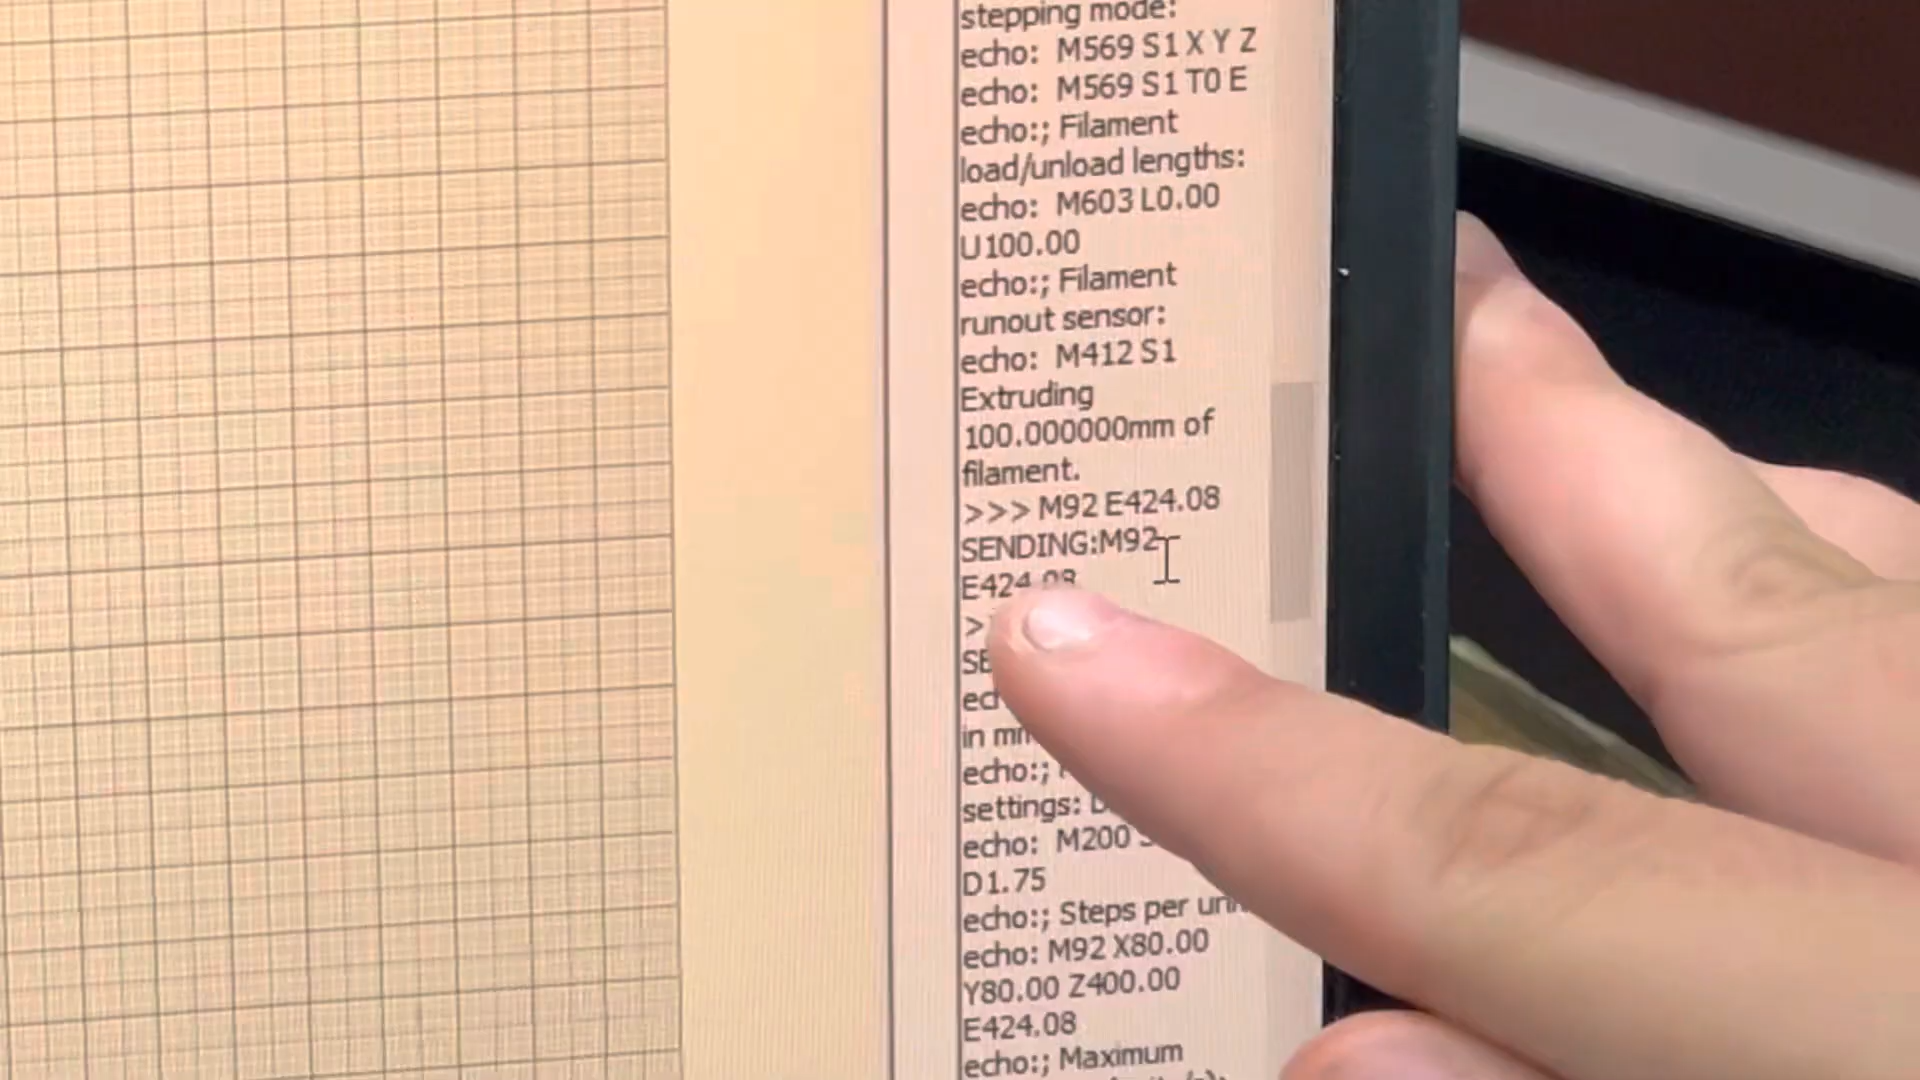 stepping mode:
echo: M569 S1 X Y Z
echo: M569 S1 T0 E
echo:; Filament
load/unload lengths:
echo: M603 L0.00
U100.00
echo:; Filament
runout sensor:
echo: M412 S1
Extruding
100.000000mm of
filament.
>>> M92 E424.08
SENDING:M92
E424.08
>
in
echo:;
settings:
echo: M200
D1.75
echo:; Steps per
echo: M92 X80.00
Y80.00 Z400.00
E424.08
echo:; Maximum